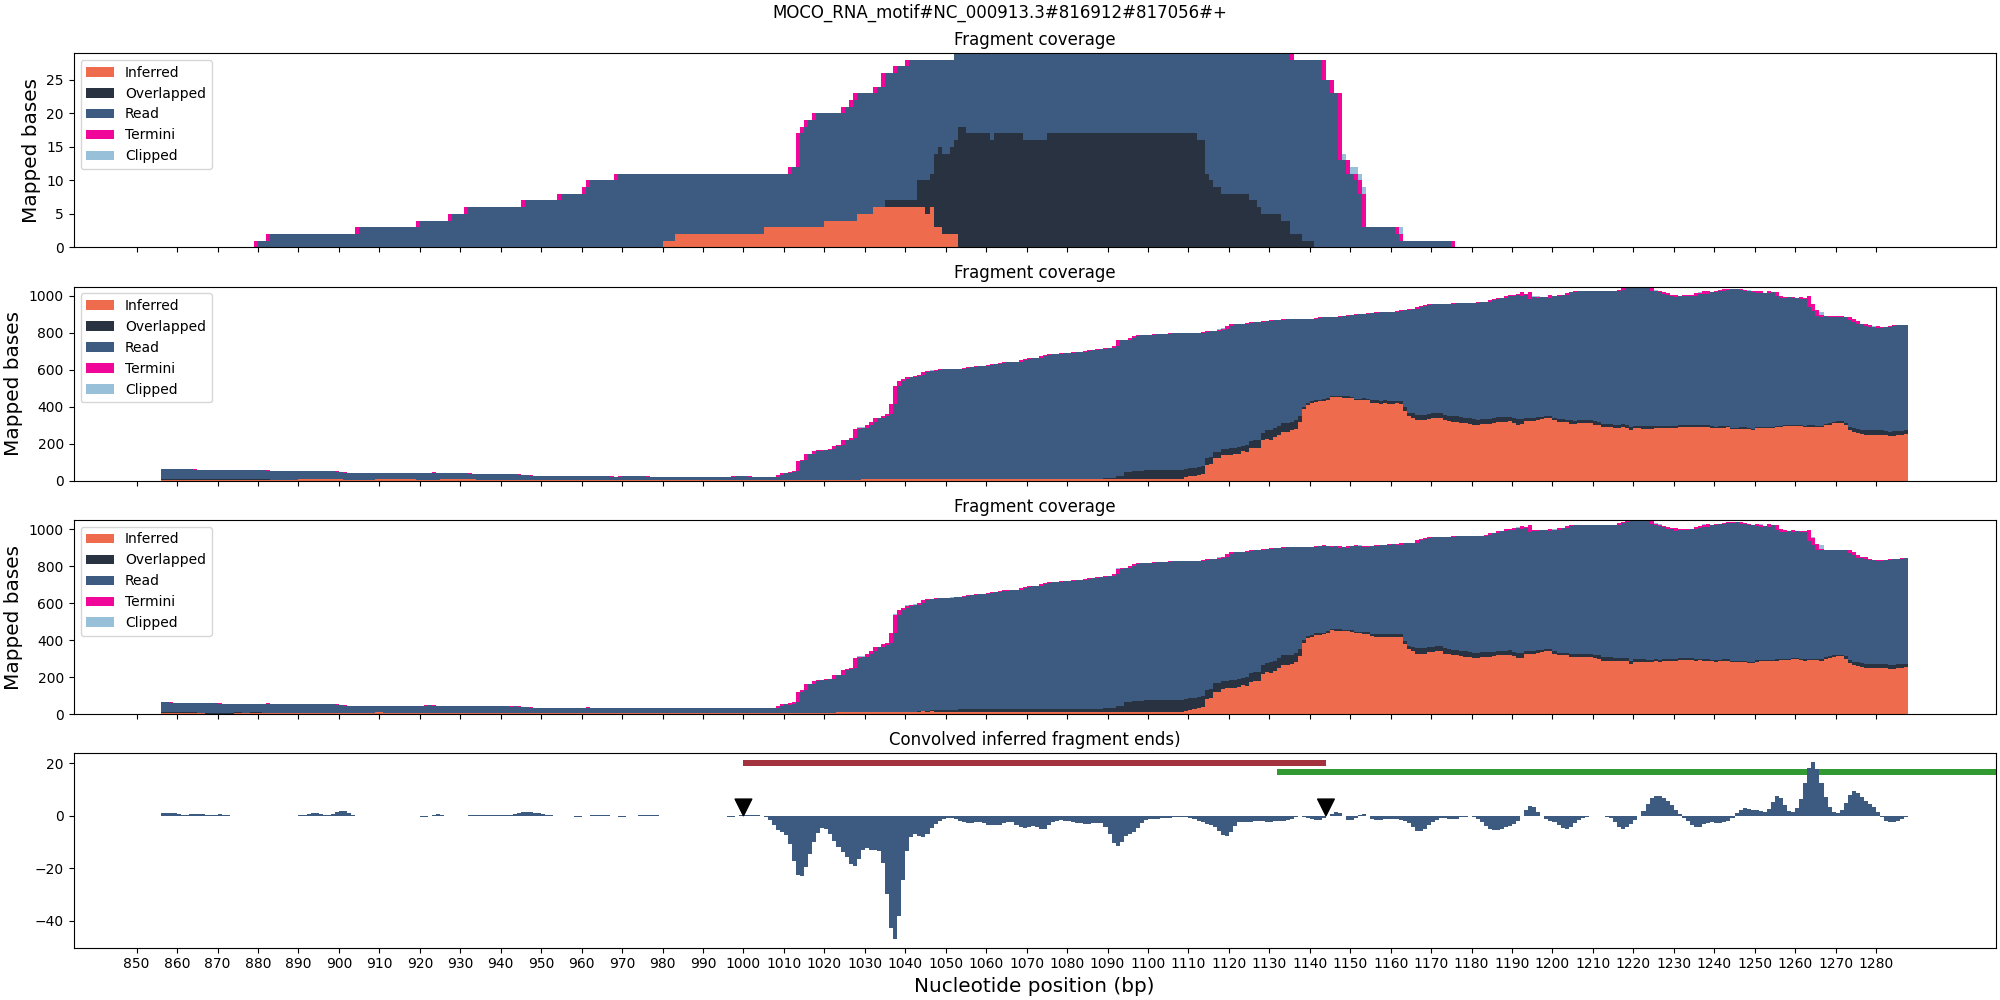 MOCO_RNA_motif#NC_000913.3#816912#817056#+
Fragment coverage
Mapped bases
25
20
15
10
5
0
Inferred
Overlapped
Read
Termini
Clipped
Fragment coverage
Mapped bases
1000
800
600
400
200
0
Inferred
Overlapped
Read
Termini
Clipped
Fragment coverage
Mapped bases
1000
800
600
400
200
0
Inferred
Overlapped
Read
Termini
Clipped
Convolved inferred fragment ends)
20
0
−20
−40
850 860 870 880 890 900 910 920 930 940 950 960 970 980 990 1000 1010 1020 1030 1040 1050 1060 1070 1080 1090 1100 1110 1120 1130 1140 1150 1160 1170 1180 1190 1200 1210 1220 1230 1240 1250 1260 1270 1280
Nucleotide position (bp)